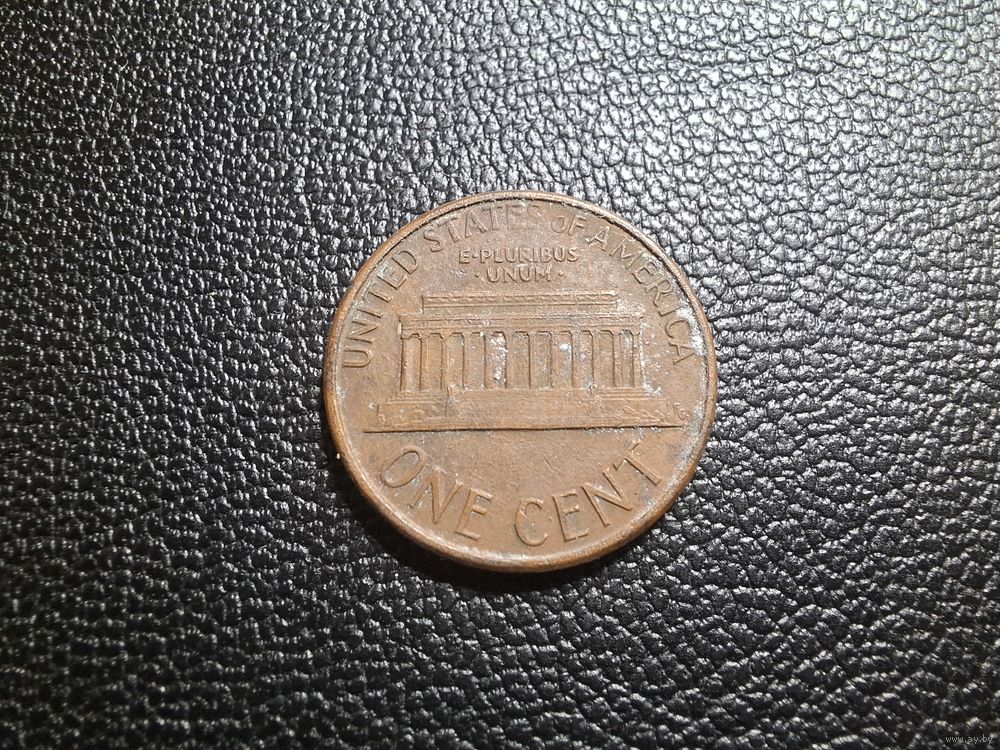 UNITED STATES OF AMERICA
E·PLURIBUS
·UNUM·
ONE CENT
www.ay.by